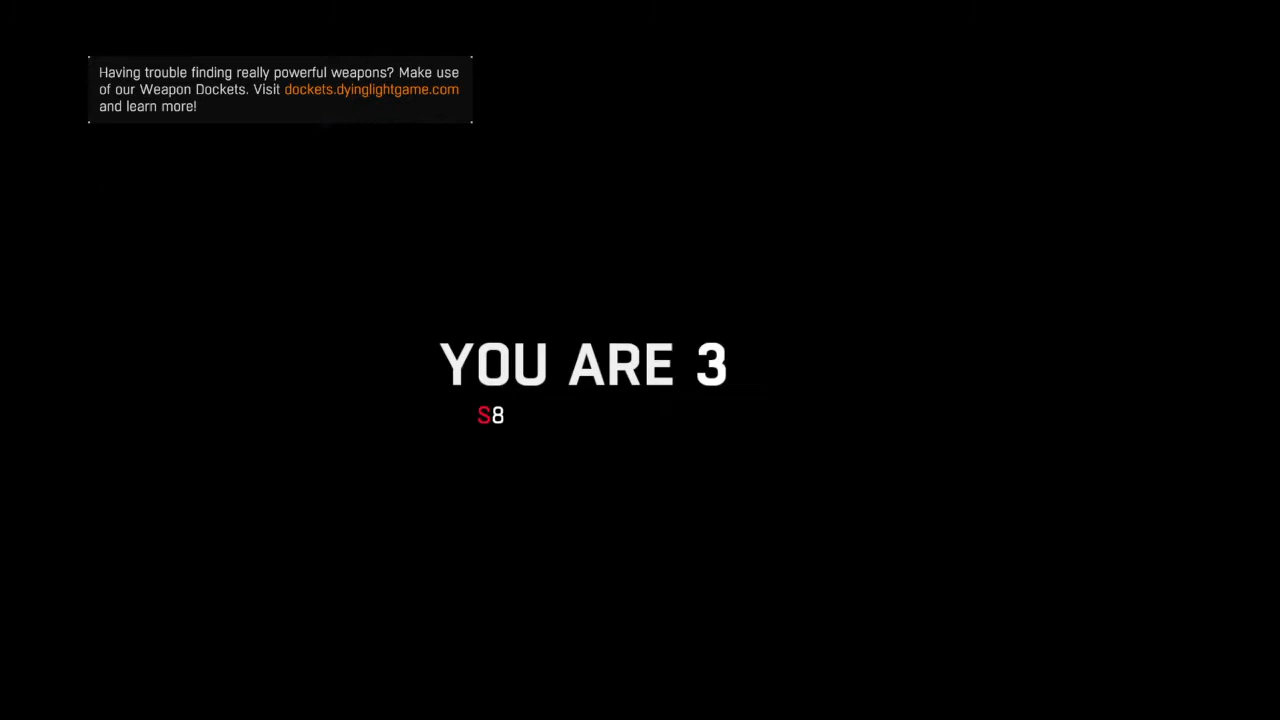 Having trouble finding really powerful weapons? Make use
of our Weapon Dockets. Visit dockets.dyinglightgame.com
and learn more!
YOU ARE 3
S8